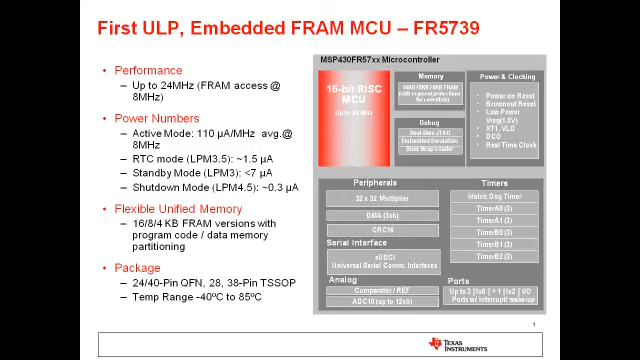 First ULP, Embedded FRAM MCU – FR5739
• Performance
– Up to 24MHz (FRAM access @
8MHz)
• Power Numbers
– Active Mode: 110 µA/MHz avg.@
8MHz
– RTC mode (LPM3.5): ~1.5 µA
– Standby Mode (LPM3): <7 µA
– Shutdown Mode (LPM4.5): ~0.3 µA
• Flexible Unified Memory
– 16/8/4 KB FRAM versions with
program code / data memory
partitioning
• Package
– 24/40-Pin QFN, 28, 38-Pin TSSOP
– Temp Range -40ºC to 85ºC
MSP430FR57xx Microcontroller
16-bit RISC
MCU
Up to 24 MHz
Memory
Debug
Real-time JTAG
Embedded Emulation
Boot Strap Loader
Power & Clocking
• Power on Reset
• Brownout Reset
• Low Power
Vreg (1.5V)
• XT1, VLO
• DCO
• Real Time Clock
Peripherals
32 x 32 Multiplier
DMA (3ch)
CRC16
Serial Interface
eUSCI
Universal Serial Comm. Interfaces
Analog
Comparator / REF
ADC10 (up to 12ch)
Timers
Watch Dog Timer
TimerA0 (3)
TimerA1 (3)
TimerB0 (3)
TimerB1 (3)
TimerB2 (3)
Ports
Up to 3 [1x8] + 1 [1x2] I/O
Ports w/ interrupt/wake-up
1
TEXAS
INSTRUMENTS